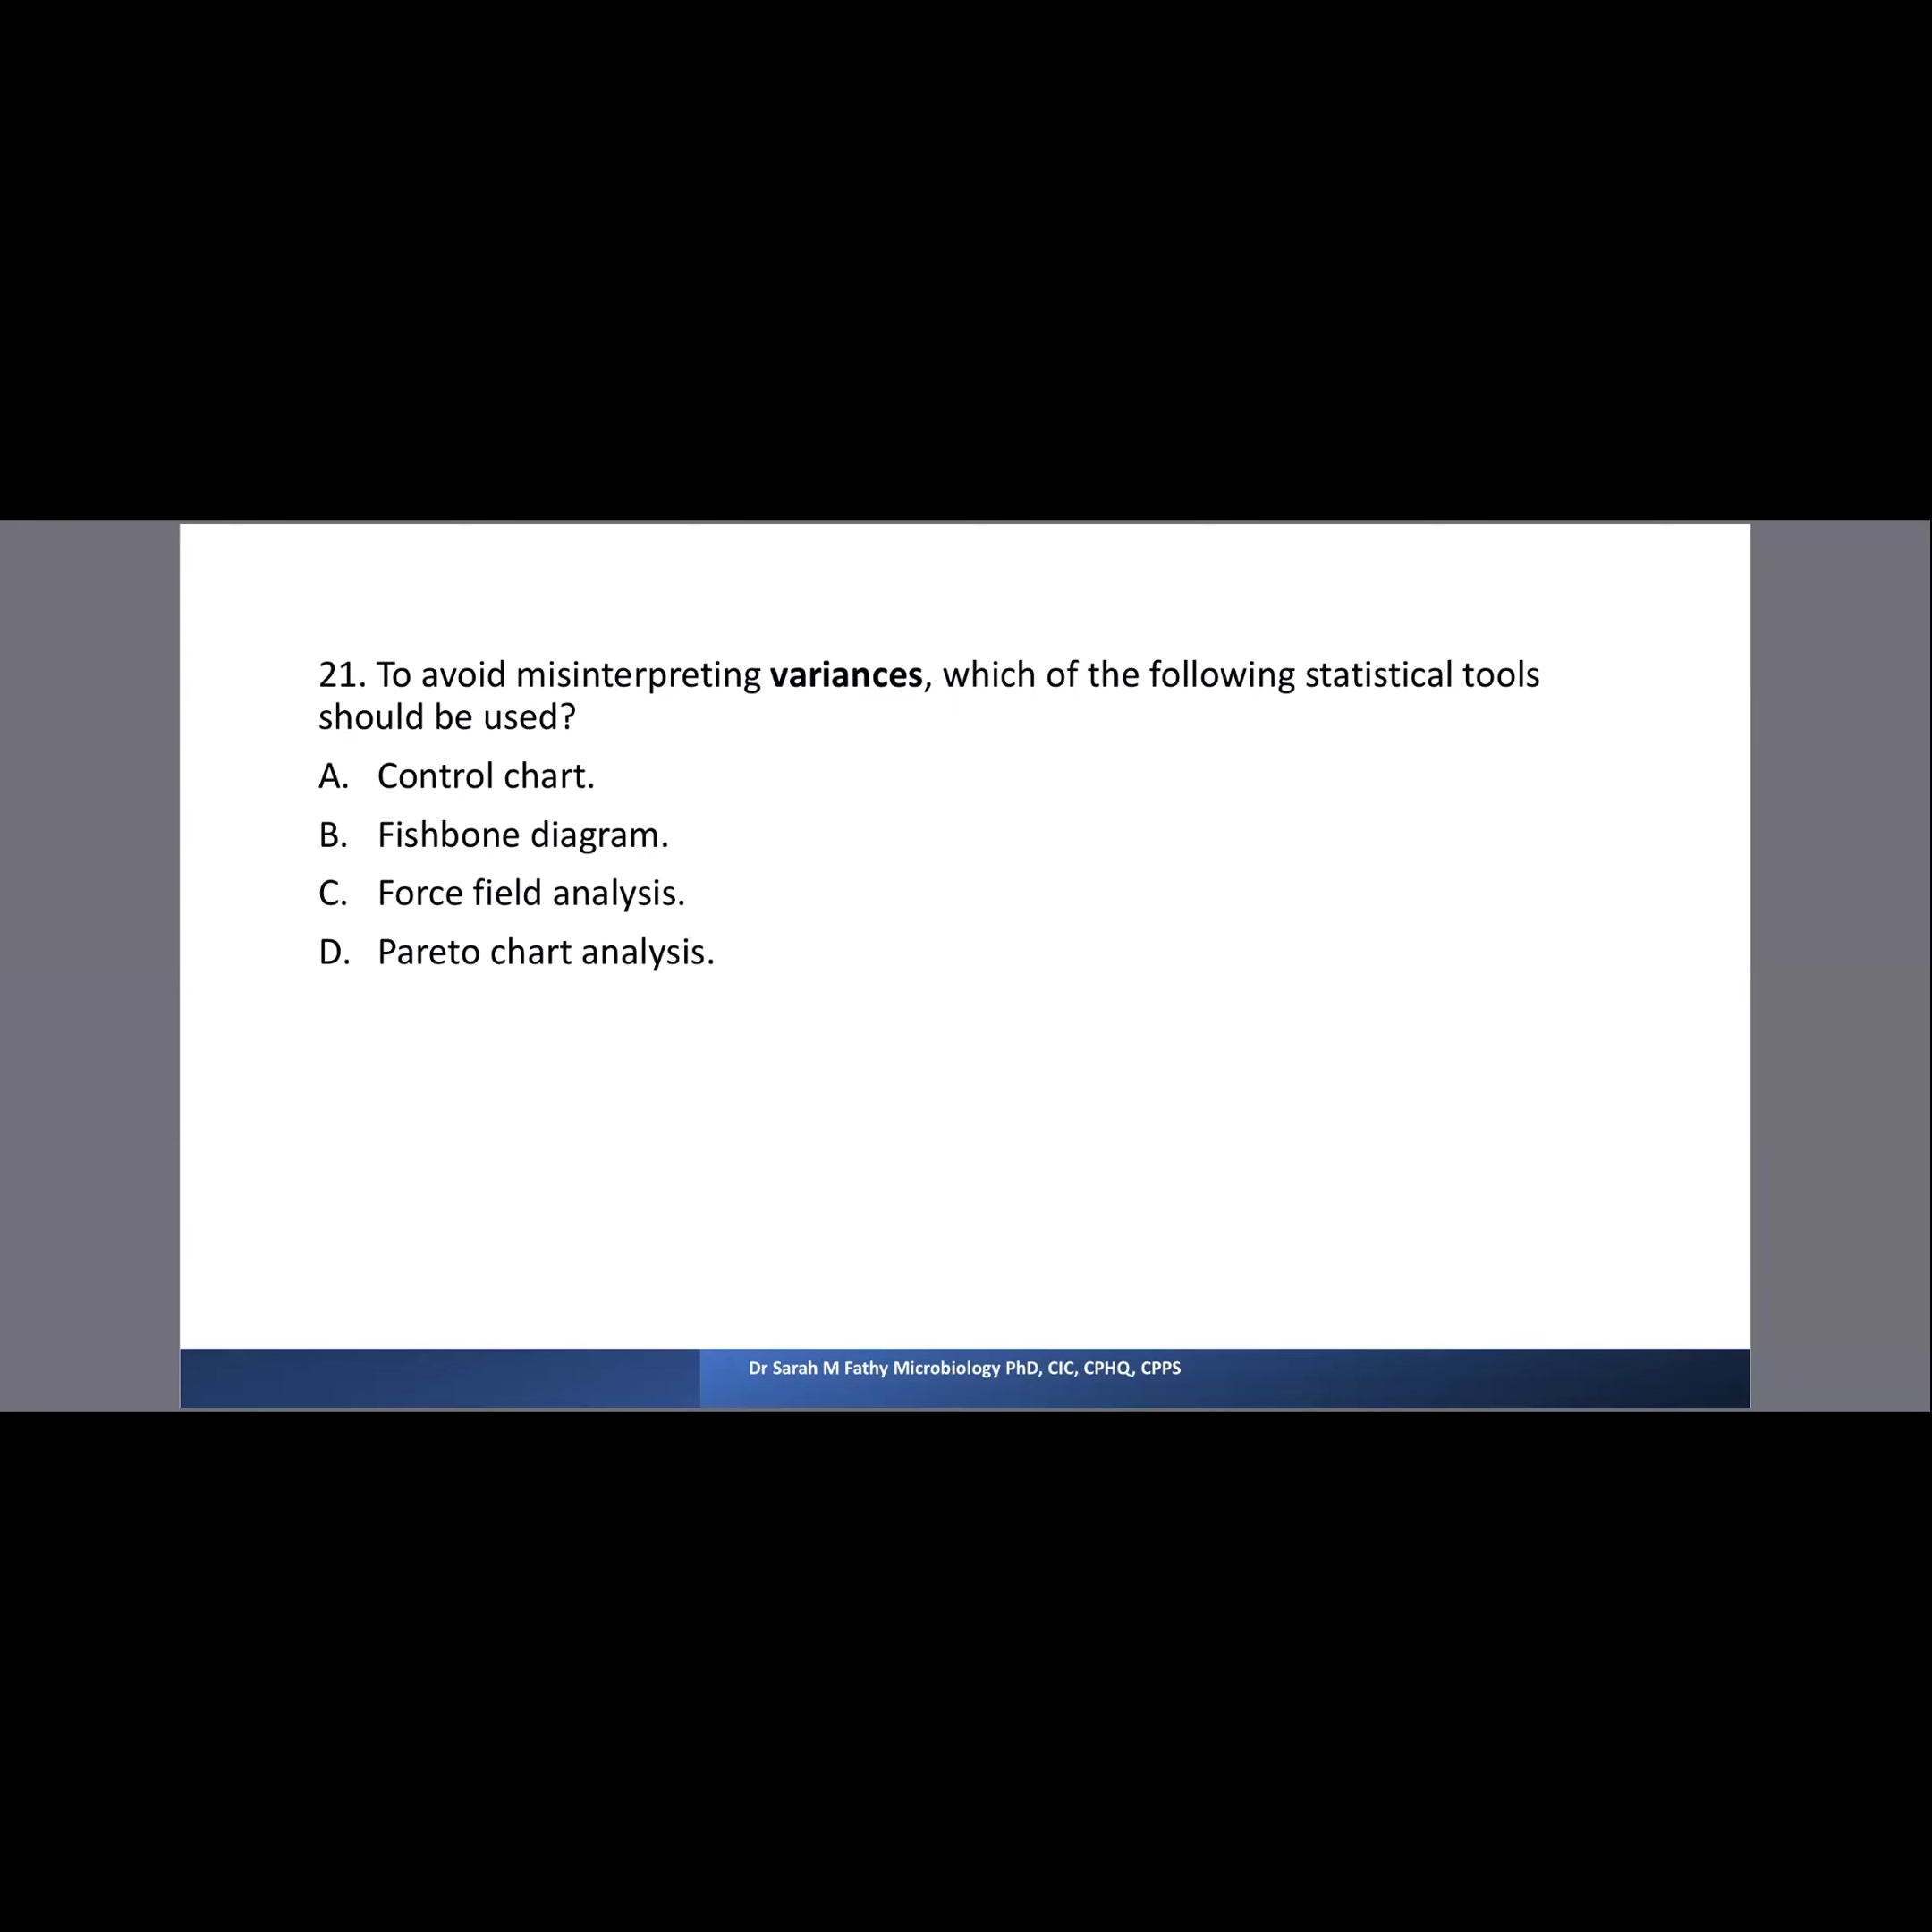 21. To avoid misinterpreting variances, which of the following statistical tools
should be used?
A. Control chart.
B. Fishbone diagram.
C. Force field analysis.
D. Pareto chart analysis.
Dr Sarah M Fathy Microbiology PhD, CIC, CPHQ, CPPS